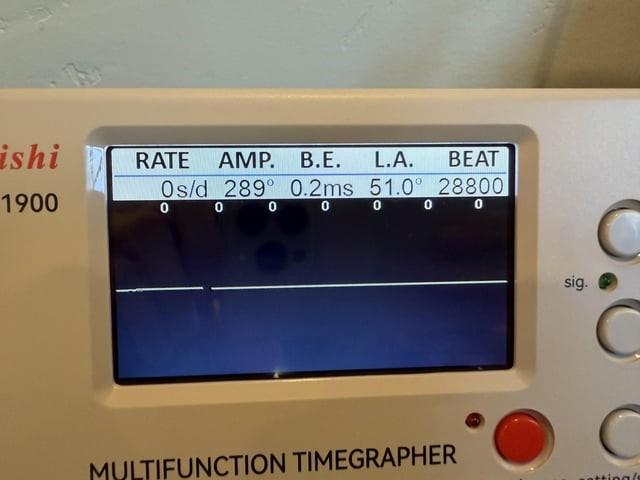 RATE AMP. B.E. L.A. BEAT
0s/d 289° 0.2ms 51.0° 28800
0 0 0 0 0 0 0
ishi
1900
sig.
MULTIFUNCTION TIMEGRAPHER